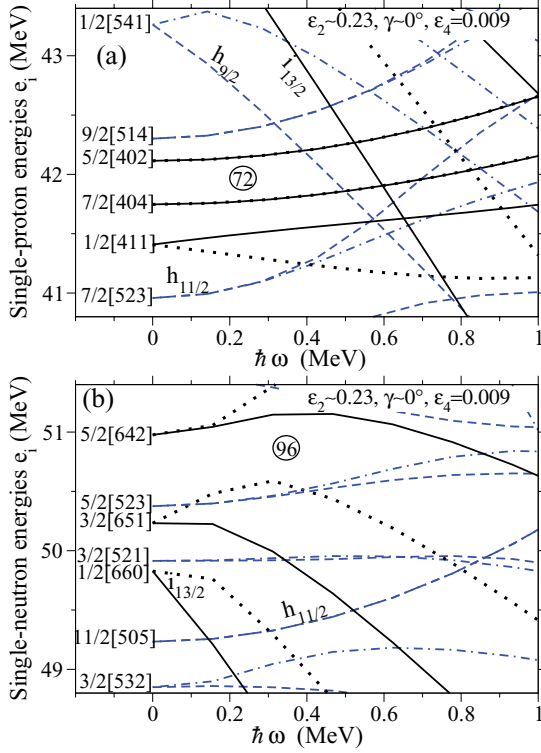 ε₂~0.23, γ~0°, ε₄=0.009
(a)
Single-proton energies eᵢ (MeV)
43
42
41
1/2[541]
9/2[514]
5/2[402]
7/2[404]
1/2[411]
7/2[523]
h9/2
i13/2
72
h11/2
0
0.2
0.4
0.6
0.8
1
ħ ω (MeV)
(b)
ε₂~0.23, γ~0°, ε₄=0.009
Single-neutron energies eᵢ (MeV)
51
50
49
5/2[642]
5/2[523]
3/2[651]
3/2[521]
1/2[660]
11/2[505]
3/2[532]
96
i13/2
h11/2
0
0.2
0.4
0.6
0.8
1
ħ ω (MeV)